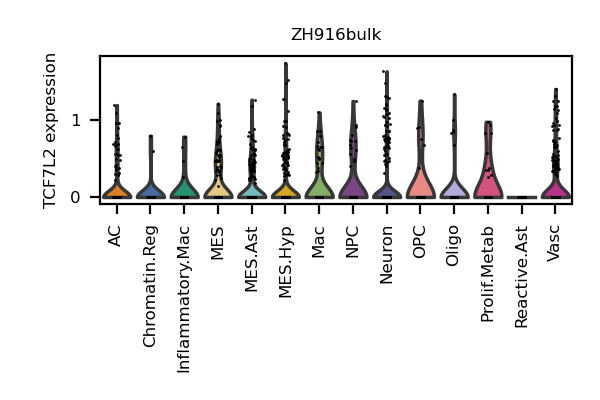 ZH916bulk
TCF7L2 expression
1
0
AC
Chromatin.Reg
Inflammatory.Mac
MES
MES.Ast
MES.Hyp
Mac
NPC
Neuron
OPC
Oligo
Prolif.Metab
Reactive.Ast
Vasc